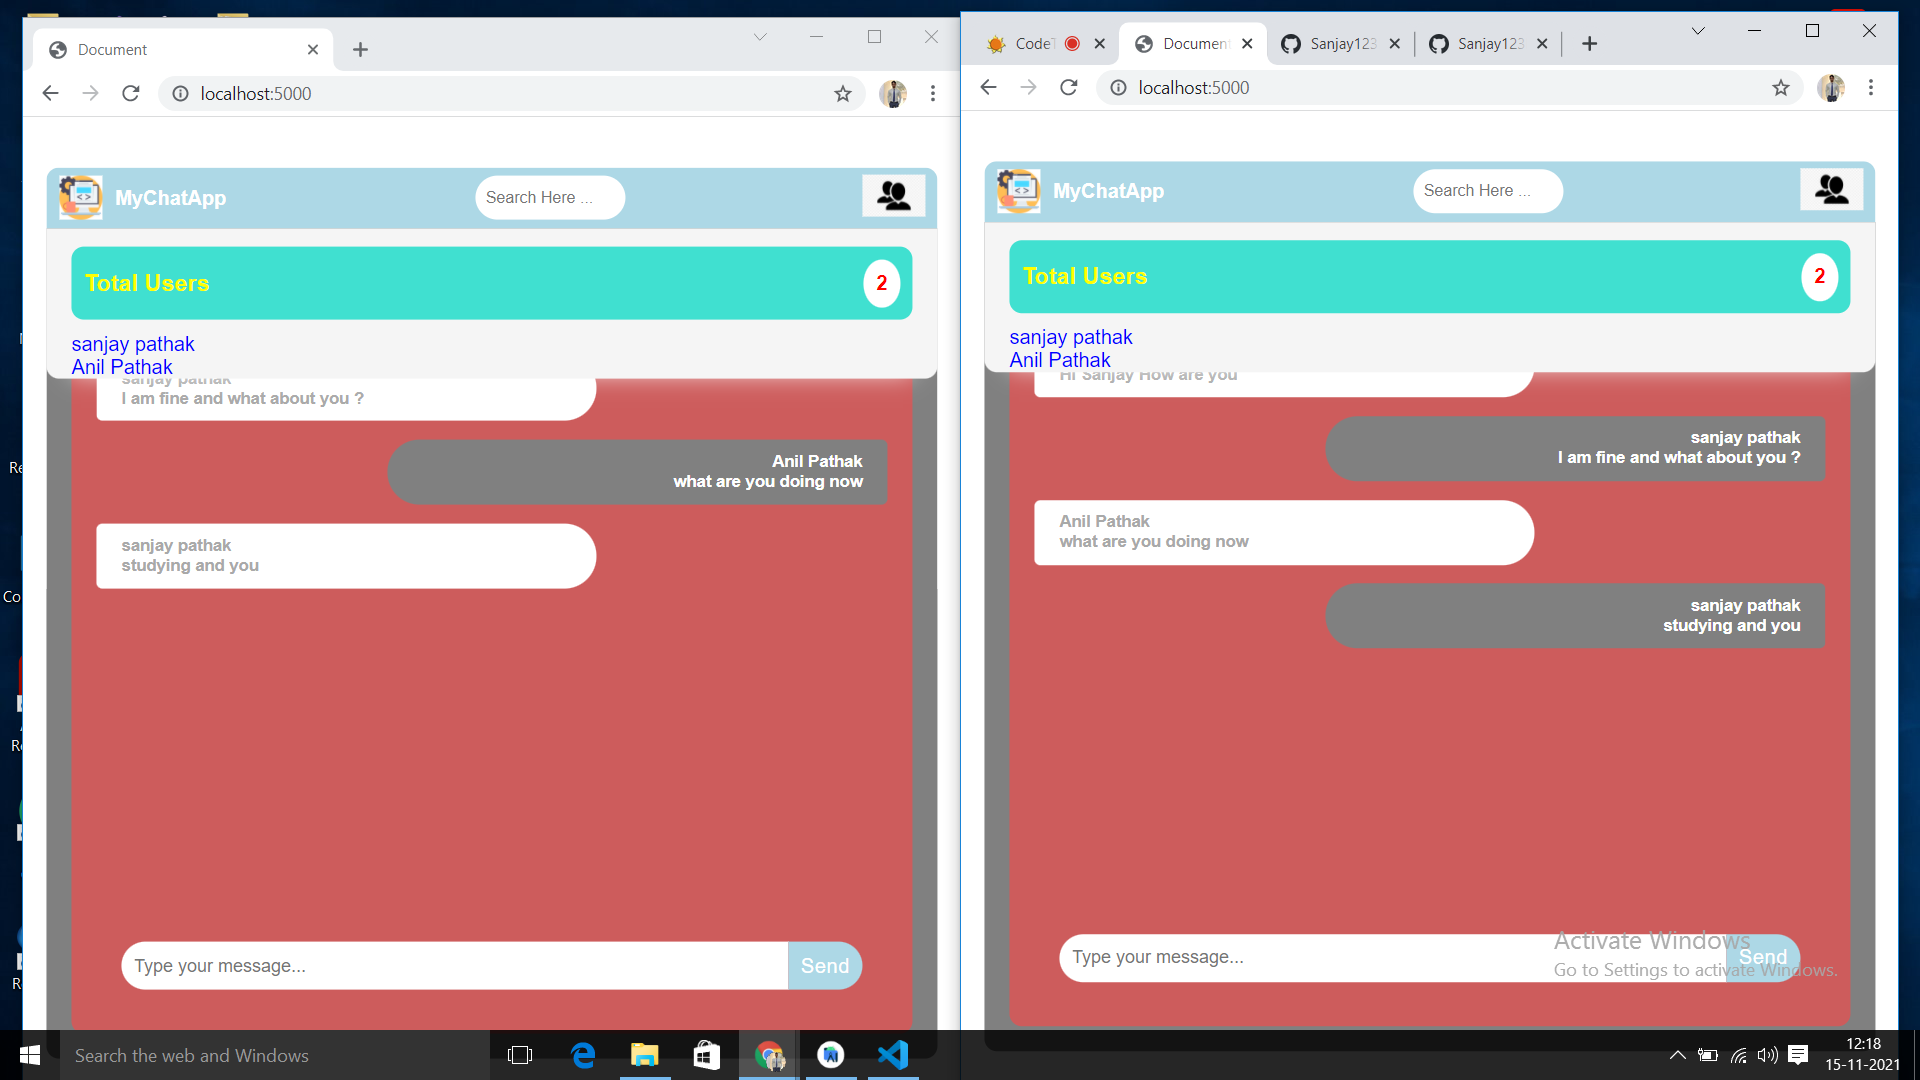 Document
localhost:5000
MyChatApp
Search Here ...
Total Users
2
sanjay pathak
Anil Pathak
sanjay pathak
I am fine and what about you ?
Anil Pathak
what are you doing now
sanjay pathak
studying and you
Type your message...
Send
Document
Sanjay123
Sanjay123
localhost:5000
MyChatApp
Search Here ...
Total Users
2
sanjay pathak
Anil Pathak
Hi Sanjay How are you
sanjay pathak
I am fine and what about you ?
Anil Pathak
what are you doing now
sanjay pathak
studying and you
Type your message...
Send
Activate Windows
Go to Settings to activate Windows.
Search the web and Windows
12:18
15-11-2021